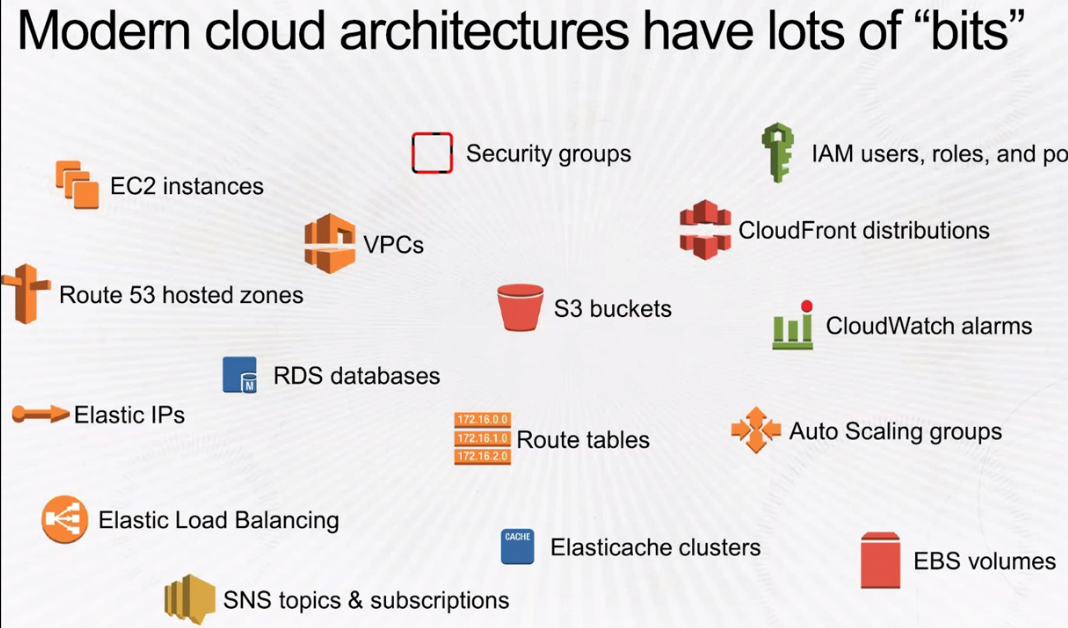 Modern cloud architectures have lots of “bits”
Security groups
IAM users, roles, and po
EC2 instances
CloudFront distributions
VPCs
Route 53 hosted zones
S3 buckets
CloudWatch alarms
M
RDS databases
Elastic IPs
172.16.0.0
172.16.1.0
172.16.2.0
Route tables
Auto Scaling groups
Elastic Load Balancing
CACHE
Elasticache clusters
EBS volumes
SNS topics & subscriptions